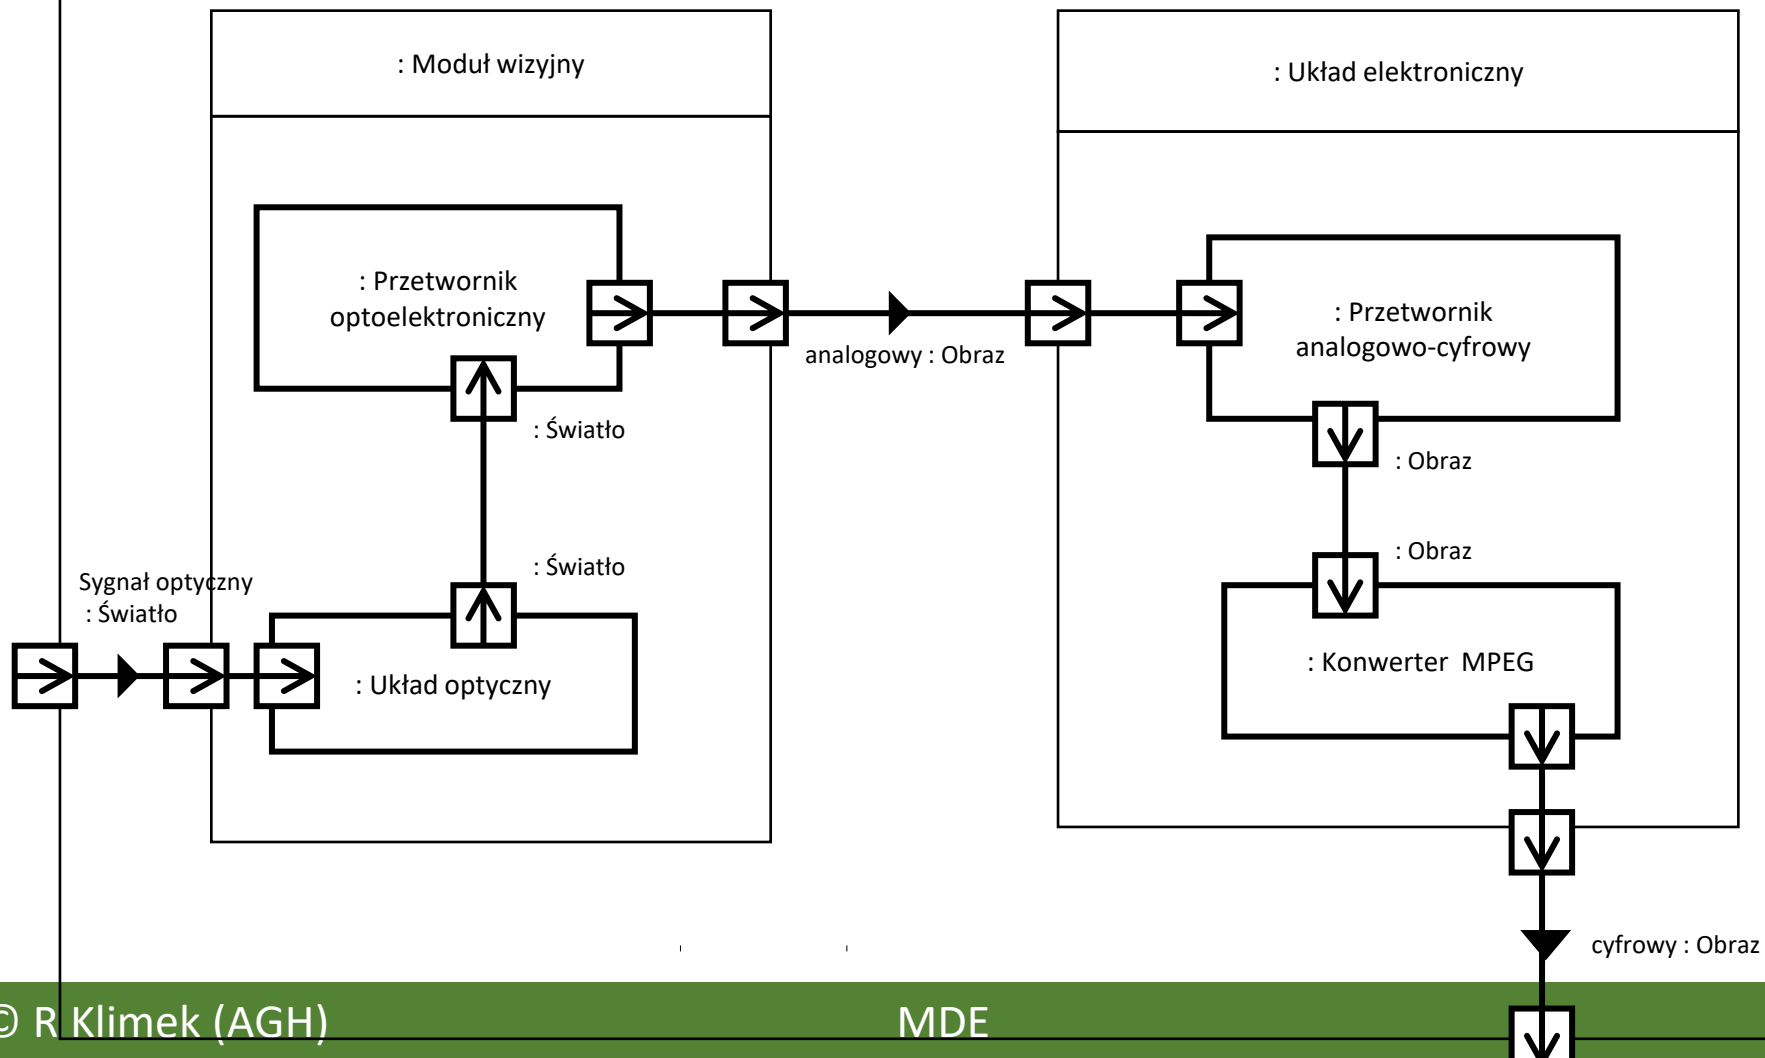 : Moduł wizyjny
: Układ elektroniczny
: Przetwornik
optoelektroniczny
: Przetwornik
analogowo-cyfrowy
analogowy : Obraz
: Światło
: Obraz
: Obraz
: Światło
Sygnał optyczny
: Światło
: Układ optyczny
: Konwerter MPEG
cyfrowy : Obraz
© R Klimek (AGH)
MDE